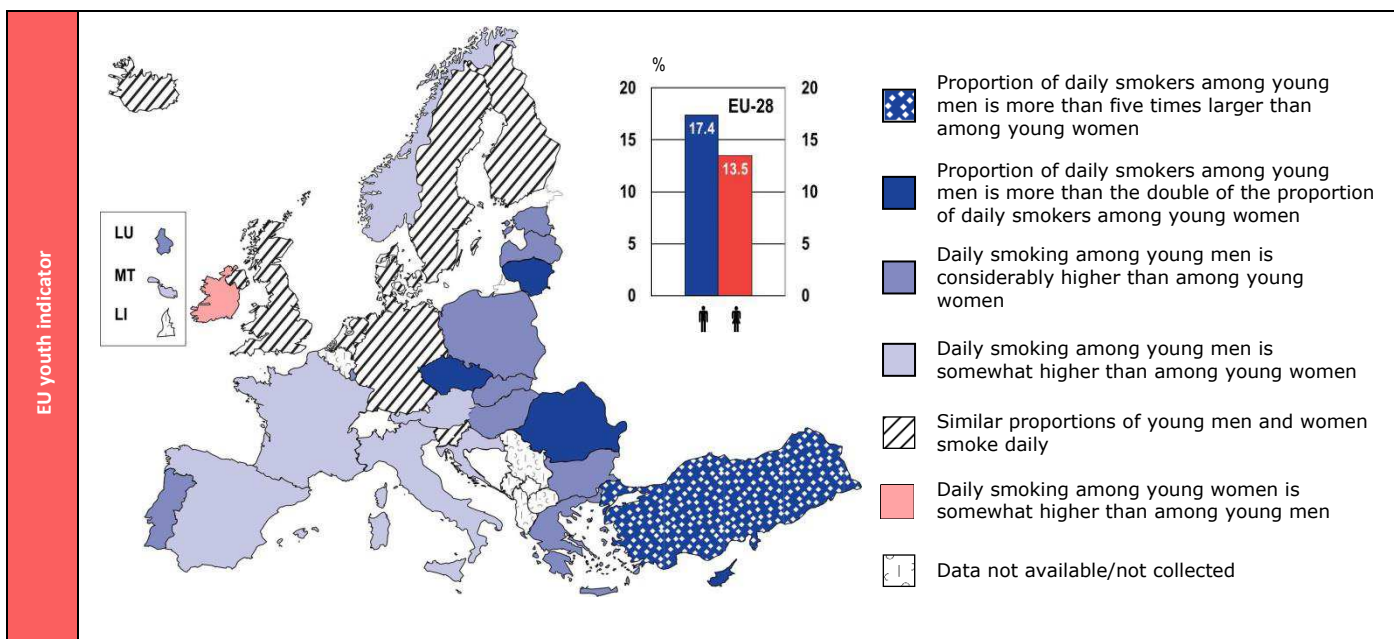 EU youth indicator
LU
MT
LI
%
20
15
10
5
0
EU-28
17.4
13.5
20
15
10
5
0
Proportion of daily smokers among young
men is more than five times larger than
among young women
Proportion of daily smokers among young
men is more than the double of the proportion
of daily smokers among young women
Daily smoking among young men is
considerably higher than among young
women
Daily smoking among young men is
somewhat higher than among young women
Similar proportions of young men and women
smoke daily
Daily smoking among young women is
somewhat higher than among young men
Data not available/not collected